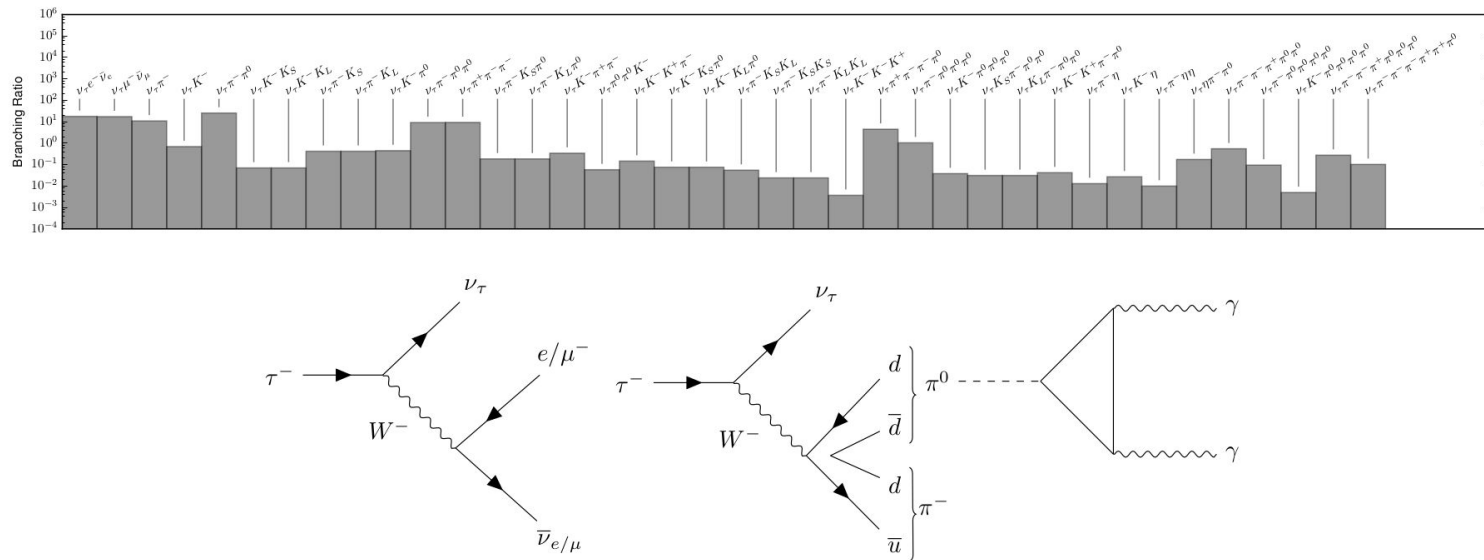 10⁶
10⁵
10⁴
10³
10²
10¹
10⁰
10⁻¹
10⁻²
10⁻³
10⁻⁴
Branching Ratio
ν_τe⁻ν̅_e
ν_τμ⁻ν̅_μ
ν_τπ⁻
ν_τK⁻
ν_τπ⁻π⁰
ν_τK⁻K_S
ν_τK⁻K_L
ν_τπ⁻K_S
ν_τπ⁻K_L
ν_τK⁻π⁰
ν_τπ⁻π⁰π⁰
ν_τπ⁺π⁻π⁻
ν_τπ⁻K_Sπ⁰
ν_τπ⁻K_Lπ⁰
ν_τK⁻π⁺π⁻
ν_τπ⁰π⁰K⁻
ν_τK⁻K⁺π⁻
ν_τK⁻K_Sπ⁰
ν_τK⁻K_Lπ⁰
ν_τπ⁻K_SK_L
ν_τπ⁻K_SK_S
ν_τπ⁻K_LK_L
ν_τK⁻K⁻K⁺
ν_τπ⁺π⁻π⁻π⁰
ν_τπ⁻π⁰π⁰π⁰
ν_τK⁻π⁰π⁰π⁰
ν_τK_Sπ⁻π⁰π⁰
ν_τK_Lπ⁻π⁰π⁰
ν_τK⁻K⁺π⁻π⁰
ν_τπ⁻η
ν_τK⁻η
ν_τπ⁻ηη
ν_τηπ⁻π⁰
ν_τπ⁻π⁻π⁺π⁰π⁰
ν_τπ⁻π⁰π⁰π⁰π⁰
ν_τK⁻π⁰π⁰π⁰π⁰
ν_τπ⁻π⁻π⁺π⁰π⁰π⁰
ν_τπ⁻π⁻π⁻π⁺π⁺π⁰
ν_τ
τ⁻
W⁻
e/μ⁻
ν̅_e/μ
ν_τ
τ⁻
W⁻
d
d̅
d
u̅
π⁰
π⁻
γ
γ